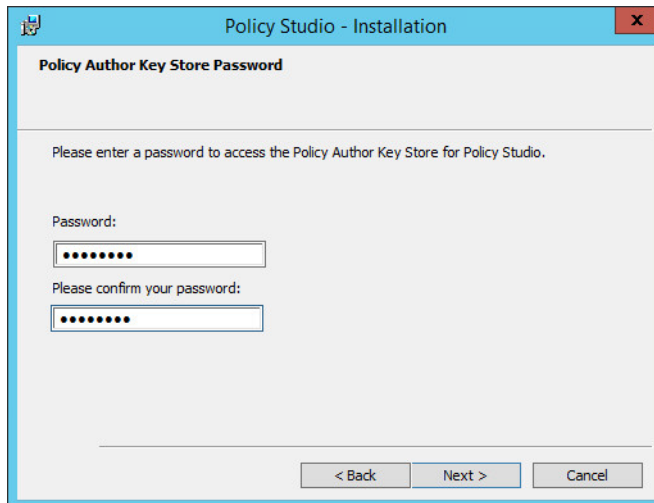 Policy Studio - Installation
x
Policy Author Key Store Password
Please enter a password to access the Policy Author Key Store for Policy Studio.
Password:
••••••••
Please confirm your password:
••••••••
< Back Next > Cancel